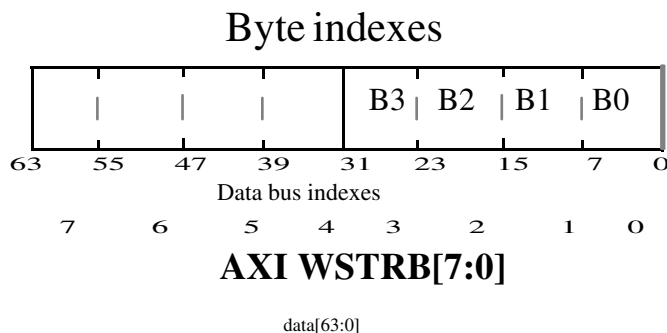 Byte indexes
B3 B2 B1 B0
63 55 47 39 31 23 15 7 0
Data bus indexes
7 6 5 4 3 2 1 0
AXI WSTRB[7:0]
data[63:0]